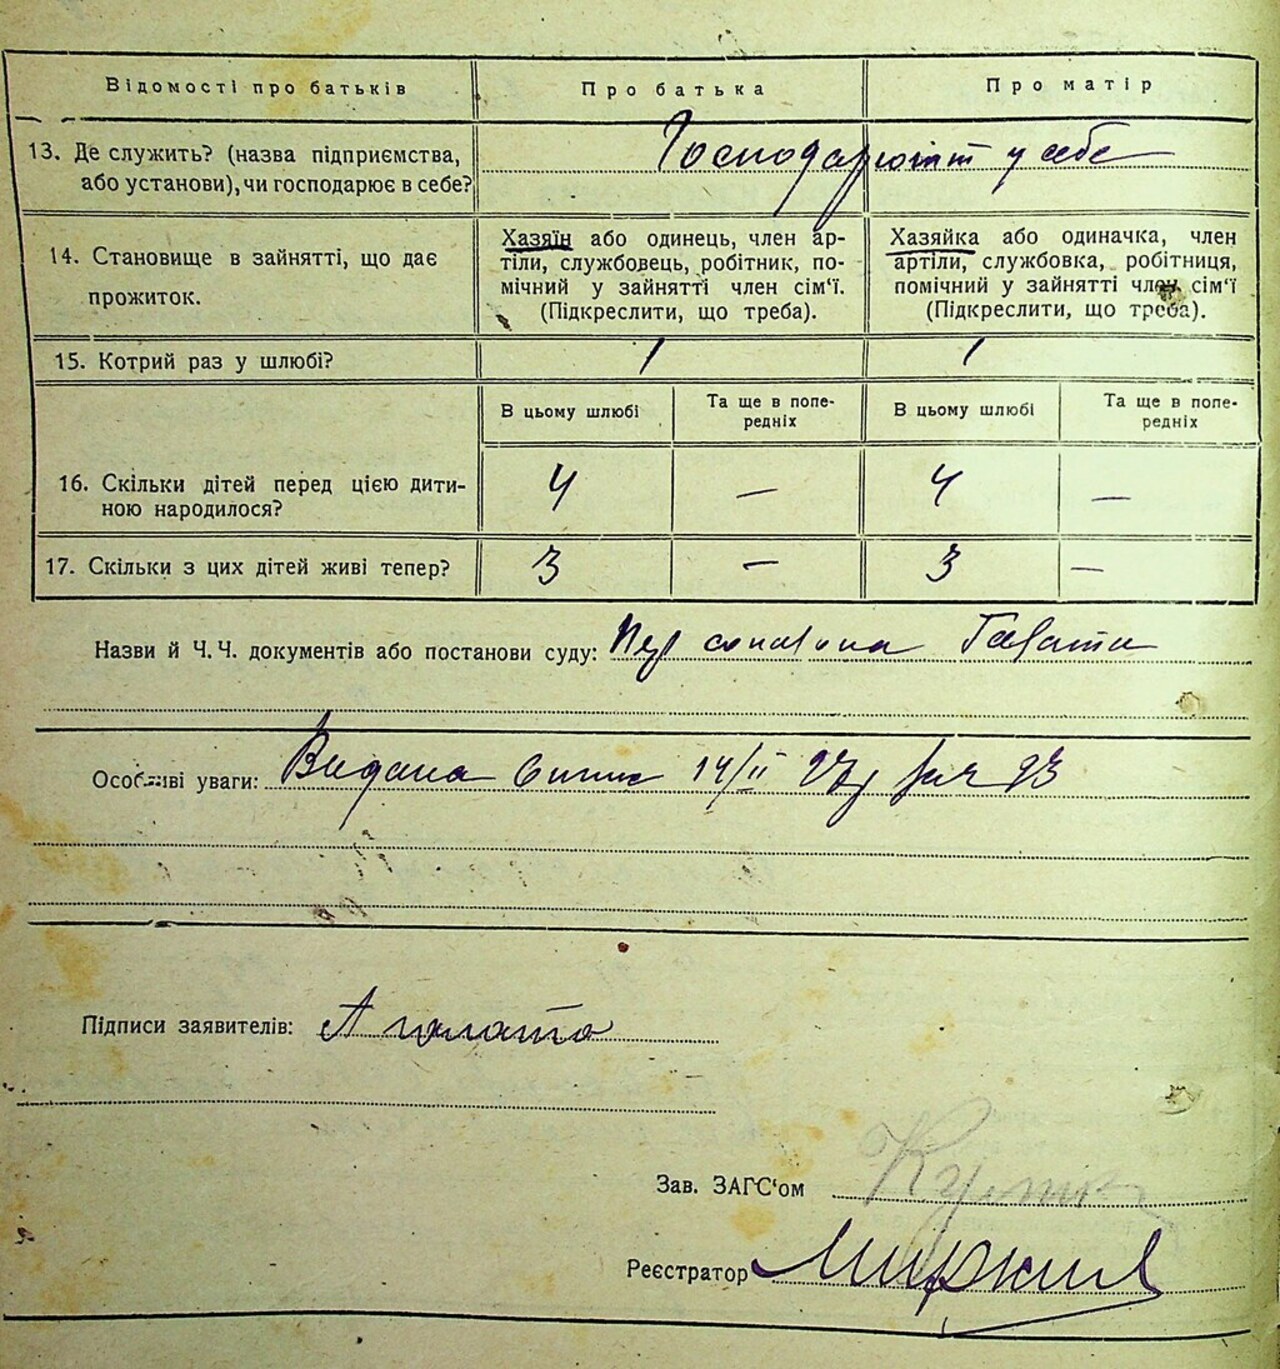 Відомості про батьків
Про батька
Про матір
13. Де служить? (назва підприємства,
або установи), чи господарює в себе?
Господарюють у себе
14. Становище в зайнятті, що дає
прожиток.
Хазяїн або одинець, член ар-
тіли, службовець, робітник, по-
мічний у зайнятті член сім‘ї.
(Підкреслити, що треба).
Хазяйка або одиначка, член
артіли, службовка, робітниця,
помічний у зайнятті член сім‘ї
(Підкреслити, що треба).
15. Котрий раз у шлюбі?
1
1
В цьому шлюбі
Та ще в попе-
редніх
В цьому шлюбі
Та ще в попе-
редніх
16. Скільки дітей перед цією дити-
ною народилося?
4
—
4
—
17. Скільки з цих дітей живі тепер?
3
—
3
—
Назви й Ч.Ч. документів або постанови суду:
Особливі уваги: Видана 14/II 27
Підписи заявителів:
Зав. ЗАГС‘ом
Реєстратор